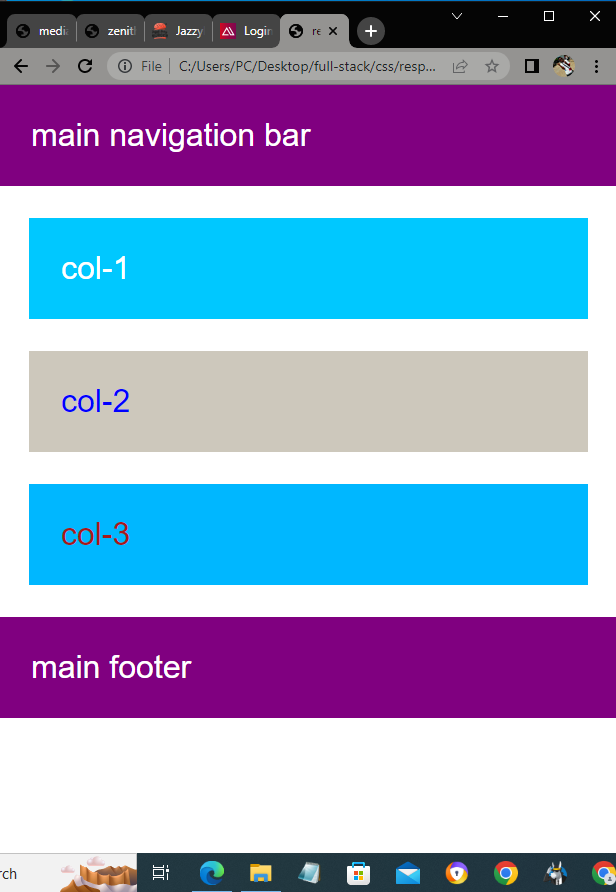 medi
zenit
Jazzy
Login
re
File
C:/Users/PC/Desktop/full-stack/css/resp...
main navigation bar
col-1
col-2
col-3
main footer
rch